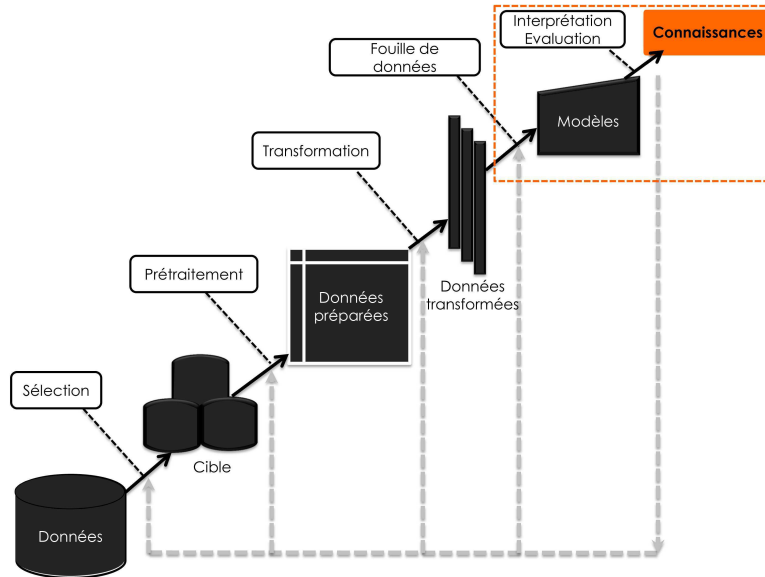 Interprétation
Evaluation
Connaissances
Fouille de
données
Modèles
Transformation
Données
transformées
Prétraitement
Données
préparées
Sélection
Cible
Données